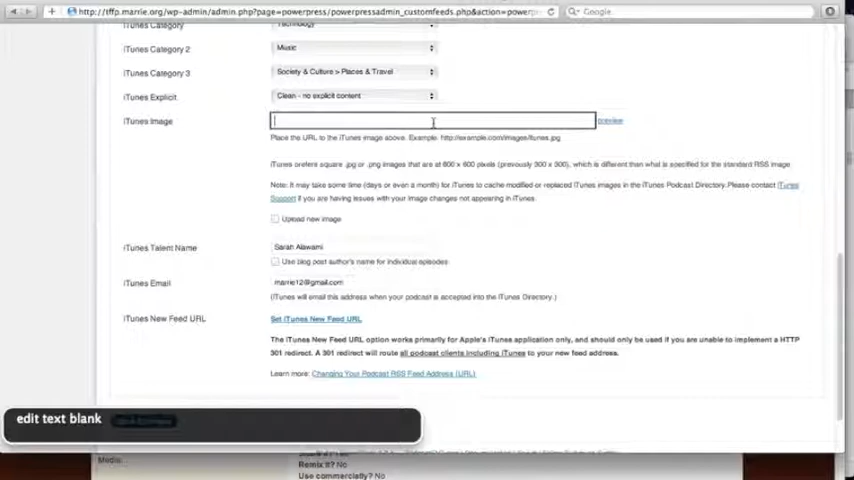 http://tffp.marrie.org/wp-admin/admin.php?page=powerpress/powerpressadmin_customfeeds.php&action=powerp
Google
iTunes Category
Technology
iTunes Category 2
Music
iTunes Category 3
Society & Culture > Places & Travel
iTunes Explicit
Clean - no explicit content
iTunes Image
preview
Place the URL to the iTunes image above. Example: http://example.com/images/itunes.jpg
iTunes prefers square .jpg or .png images that are at 600 x 600 pixels (previously 300 x 300), which is different than what is specified for the standard RSS image
Note: It may take some time (days or even a month) for iTunes to cache modified or replaced iTunes images in the iTunes Podcast Directory.Please contact iTunes
Support if you are having issues with your image changes not appearing in iTunes.
Upload new image
iTunes Talent Name
Sarah Alawami
Use blog post author's name for individual episodes
iTunes Email
marrie12@gmail.com
(iTunes will email this address when your podcast is accepted into the iTunes Directory.)
iTunes New Feed URL
Set iTunes New Feed URL
The iTunes New Feed URL option works primarily for Apple's iTunes application only, and should only be used if you are unable to implement a HTTP
301 redirect. A 301 redirect will route all podcast clients including iTunes to your new feed address.
Learn more: Changing Your Podcast RSS Feed Address (URL)
edit text blank
Media:
Remix it? No
Use commercially? No